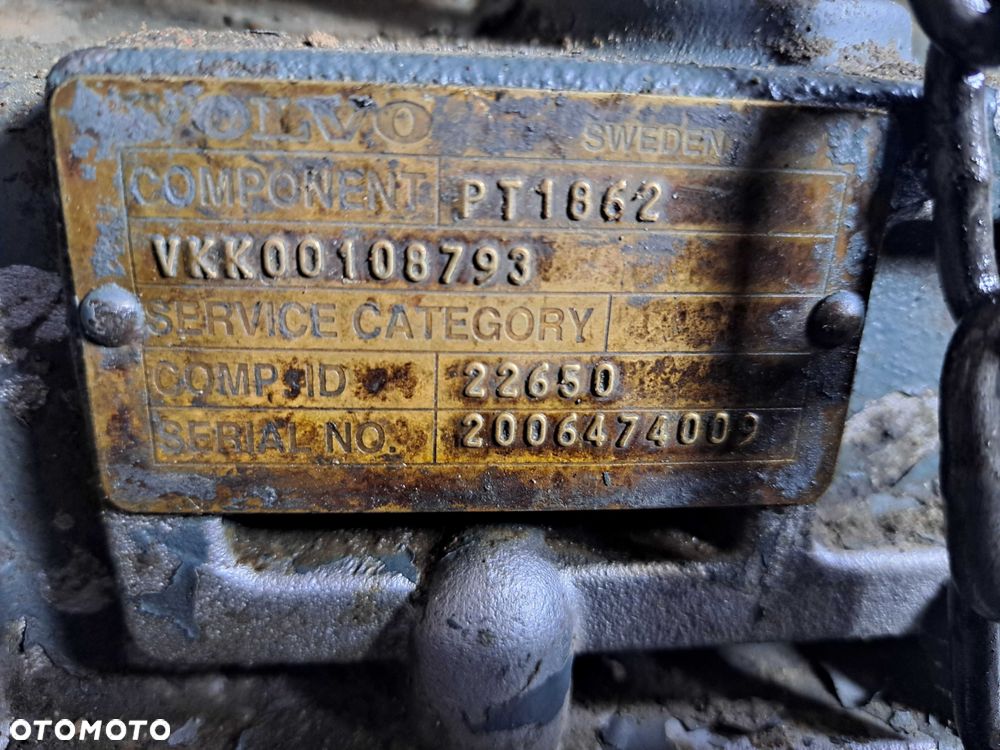 VOLVO
SWEDEN
COMPONENT PT1862
VKK00108793
SERVICE CATEGORY
COMP. ID 22650
SERIAL NO. 2006474009
OTOMOTO